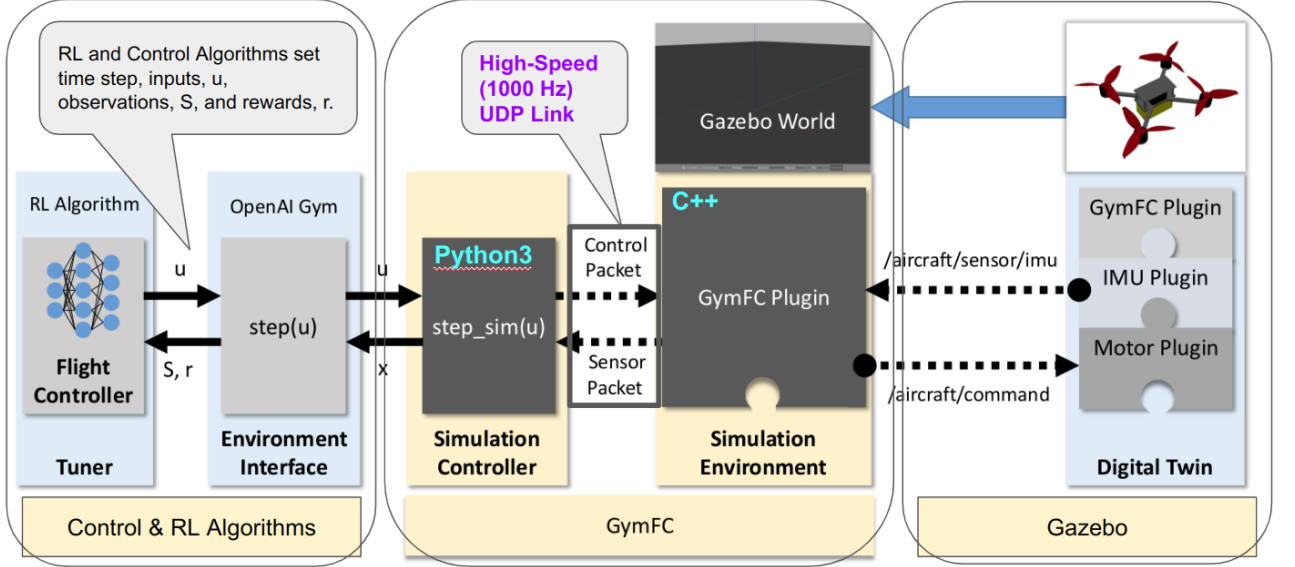 RL and Control Algorithms set
time step, inputs, u,
observations, S, and rewards, r.
High-Speed
(1000 Hz)
UDP Link
Gazebo World
RL Algorithm
OpenAI Gym
Python3
C++
GymFC Plugin
IMU Plugin
Motor Plugin
u
S, r
step(u)
u
x
step_sim(u)
Control
Packet
Sensor
Packet
GymFC Plugin
/aircraft/sensor/imu
/aircraft/command
Flight
Controller
Tuner
Environment
Interface
Simulation
Controller
Simulation
Environment
Digital Twin
Control & RL Algorithms
GymFC
Gazebo